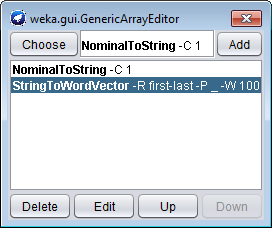 weka.gui.GenericArrayEditor
Choose NominalToString -C 1 Add
NominalToString -C 1
StringToWordVector -R first-last -P _ -W 100
Delete Edit Up Down